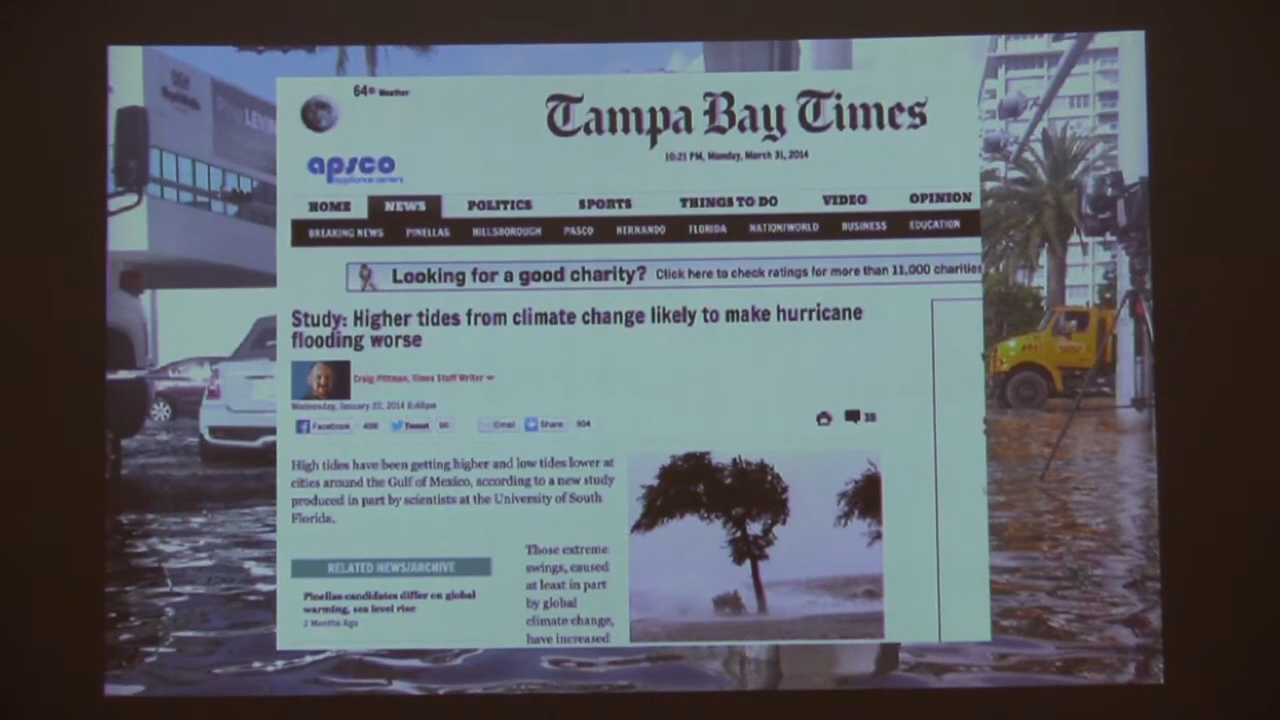 64° Weather
Tampa Bay Times
10:21 PM, Monday, March 31, 2014
apsco
appliance centers
HOME NEWS POLITICS SPORTS THINGS TO DO VIDEO OPINION
BREAKING NEWS PINELLAS HILLSBOROUGH PASCO HERNANDO FLORIDA NATION/WORLD BUSINESS EDUCATION
Looking for a good charity? Click here to check ratings for more than 11,000 charities
Study: Higher tides from climate change likely to make hurricane
flooding worse
Craig Pittman, Times Staff Writer
Wednesday, January 22, 2014 6:48pm
Facebook Tweet Email Share 38
High tides have been getting higher and low tides lower at
cities around the Gulf of Mexico, according to a new study
produced in part by scientists at the University of South
Florida.
RELATED NEWS/ARCHIVE
Pinellas candidates differ on global
warming, sea level rise
2 Months Ago
Those extreme
swings, caused
at least in part
by global
climate change,
have increased